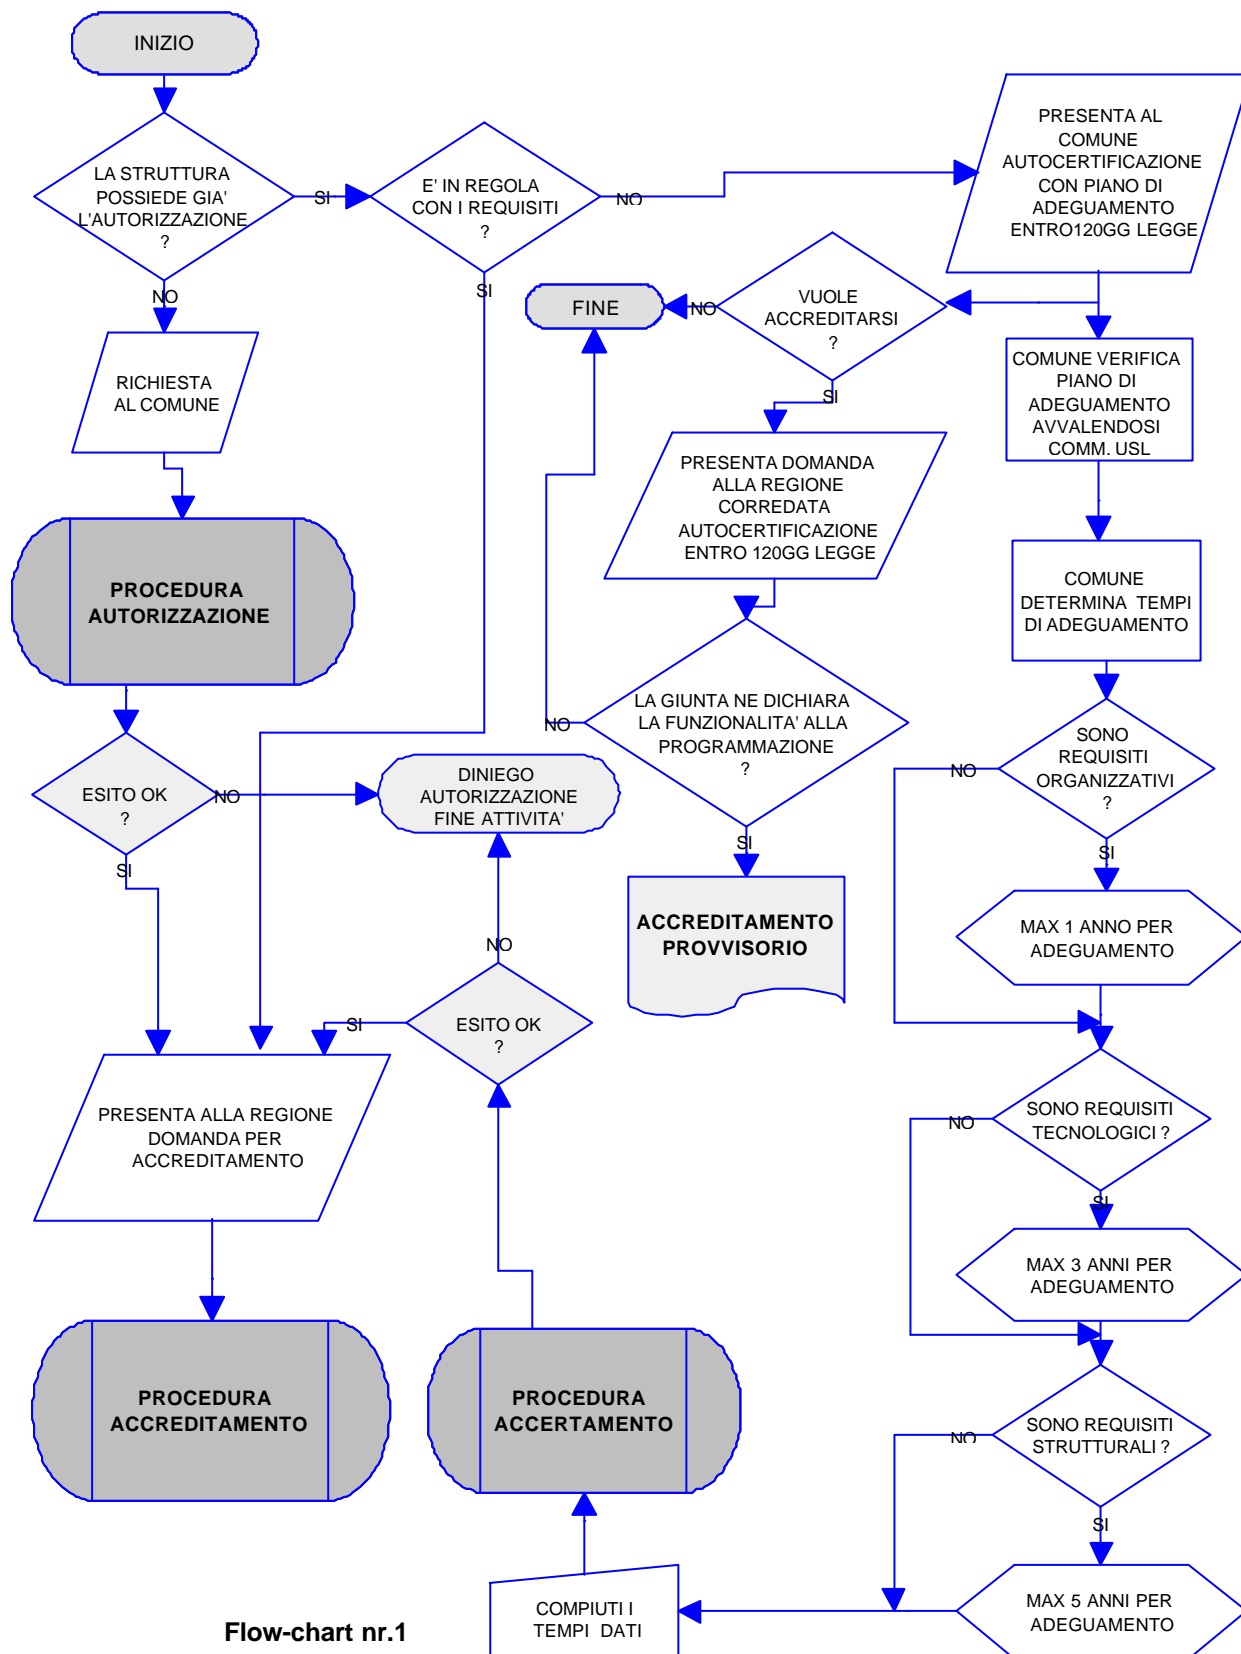 INIZIO
LA STRUTTURA
POSSIEDE GIA'
L'AUTORIZZAZIONE
?
SI
E' IN REGOLA
CON I REQUISITI
?
NO
PRESENTA AL
COMUNE
AUTOCERTIFICAZIONE
CON PIANO DI
ADEGUAMENTO
ENTRO120GG LEGGE
NO
SI
RICHIESTA
AL COMUNE
FINE
NO
VUOLE
ACCREDITARSI
?
SI
COMUNE VERIFICA
PIANO DI
ADEGUAMENTO
AVVALENDOSI
COMM. USL
PRESENTA DOMANDA
ALLA REGIONE
CORREDATA
AUTOCERTIFICAZIONE
ENTRO 120GG LEGGE
PROCEDURA
AUTORIZZAZIONE
COMUNE
DETERMINA TEMPI
DI ADEGUAMENTO
LA GIUNTA NE DICHIARA
LA FUNZIONALITA' ALLA
PROGRAMMAZIONE
?
NO
SI
SONO
REQUISITI
ORGANIZZATIVI
?
NO
SI
ESITO OK
?
NO
SI
DINIEGO
AUTORIZZAZIONE
FINE ATTIVITA'
ACCREDITAMENTO
PROVVISORIO
MAX 1 ANNO PER
ADEGUAMENTO
NO
ESITO OK
?
SI
PRESENTA ALLA REGIONE
DOMANDA PER
ACCREDITAMENTO
SONO REQUISITI
TECNOLOGICI ?
NO
SI
MAX 3 ANNI PER
ADEGUAMENTO
PROCEDURA
ACCREDITAMENTO
PROCEDURA
ACCERTAMENTO
SONO REQUISITI
STRUTTURALI ?
NO
SI
MAX 5 ANNI PER
ADEGUAMENTO
COMPIUTI I
TEMPI DATI
Flow-chart nr.1